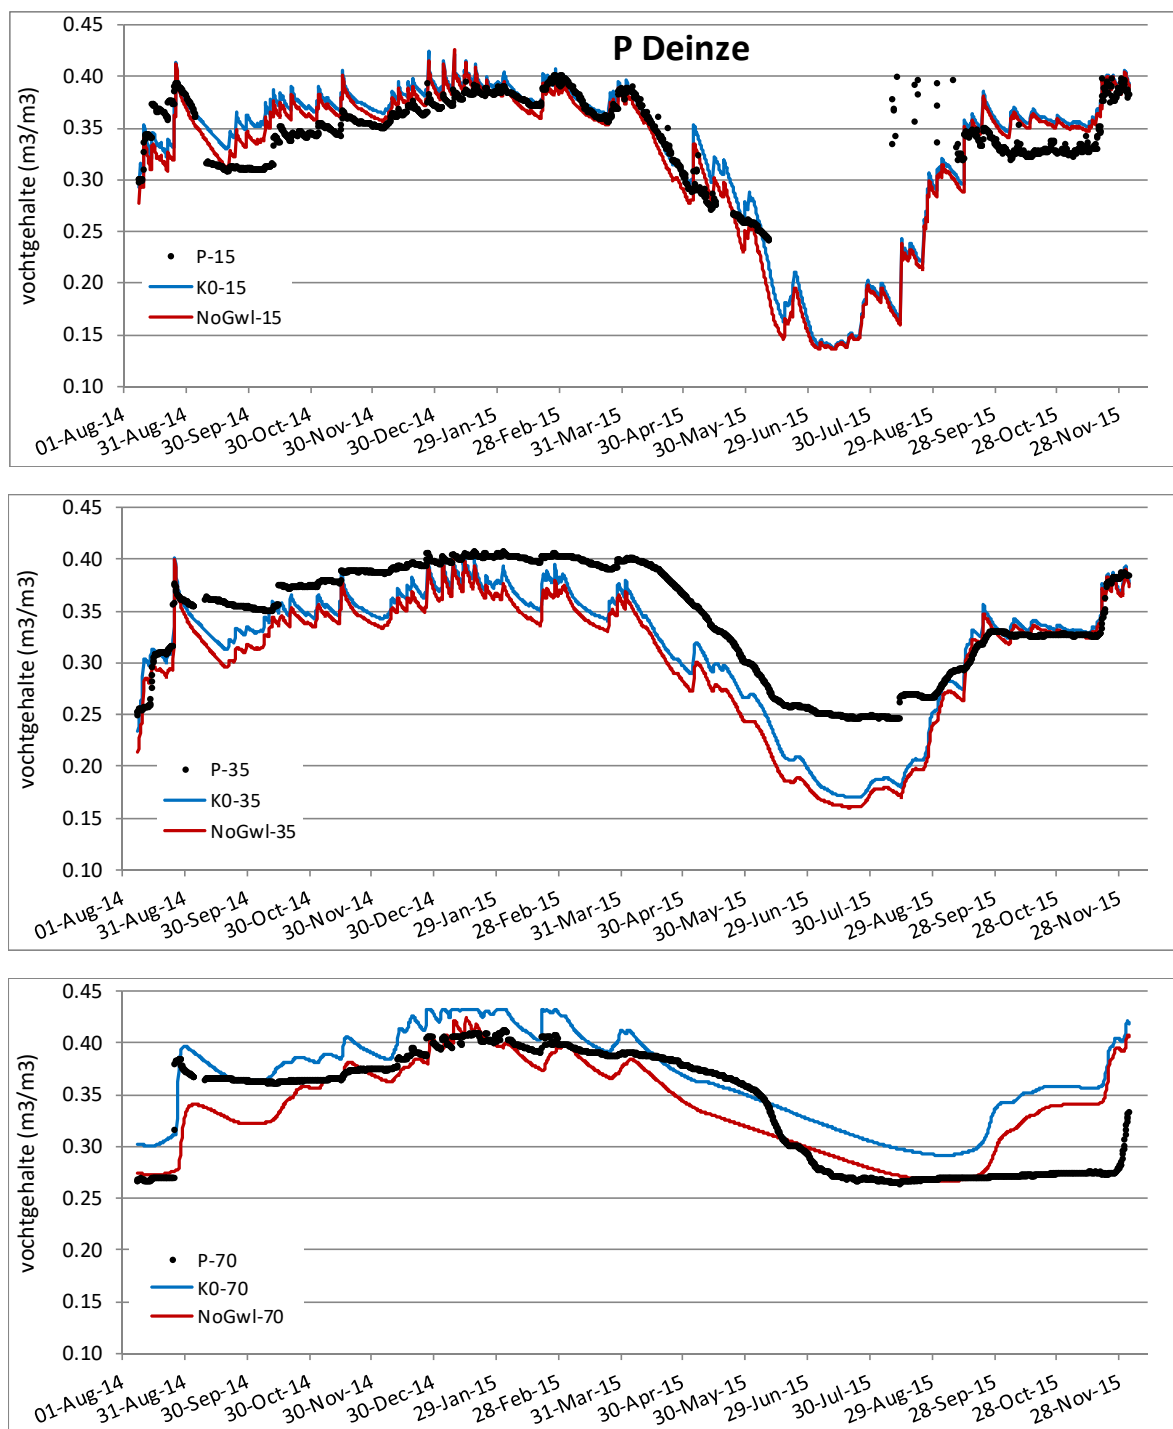 P Deinze
vochtgehalte (m3/m3)
0.45
0.40
0.35
0.30
0.25
0.20
0.15
0.10
P-15
K0-15
NoGwl-15
01-Aug-14
31-Aug-14
30-Sep-14
30-Oct-14
30-Nov-14
30-Dec-14
29-Jan-15
28-Feb-15
31-Mar-15
30-Apr-15
30-May-15
29-Jun-15
30-Jul-15
29-Aug-15
28-Sep-15
28-Oct-15
28-Nov-15
vochtgehalte (m3/m3)
0.45
0.40
0.35
0.30
0.25
0.20
0.15
0.10
P-35
K0-35
NoGwl-35
01-Aug-14
31-Aug-14
30-Sep-14
30-Oct-14
30-Nov-14
30-Dec-14
29-Jan-15
28-Feb-15
31-Mar-15
30-Apr-15
30-May-15
29-Jun-15
30-Jul-15
29-Aug-15
28-Sep-15
28-Oct-15
28-Nov-15
vochtgehalte (m3/m3)
0.45
0.40
0.35
0.30
0.25
0.20
0.15
0.10
P-70
K0-70
NoGwl-70
01-Aug-14
31-Aug-14
30-Sep-14
30-Oct-14
30-Nov-14
30-Dec-14
29-Jan-15
28-Feb-15
31-Mar-15
30-Apr-15
30-May-15
29-Jun-15
30-Jul-15
29-Aug-15
28-Sep-15
28-Oct-15
28-Nov-15